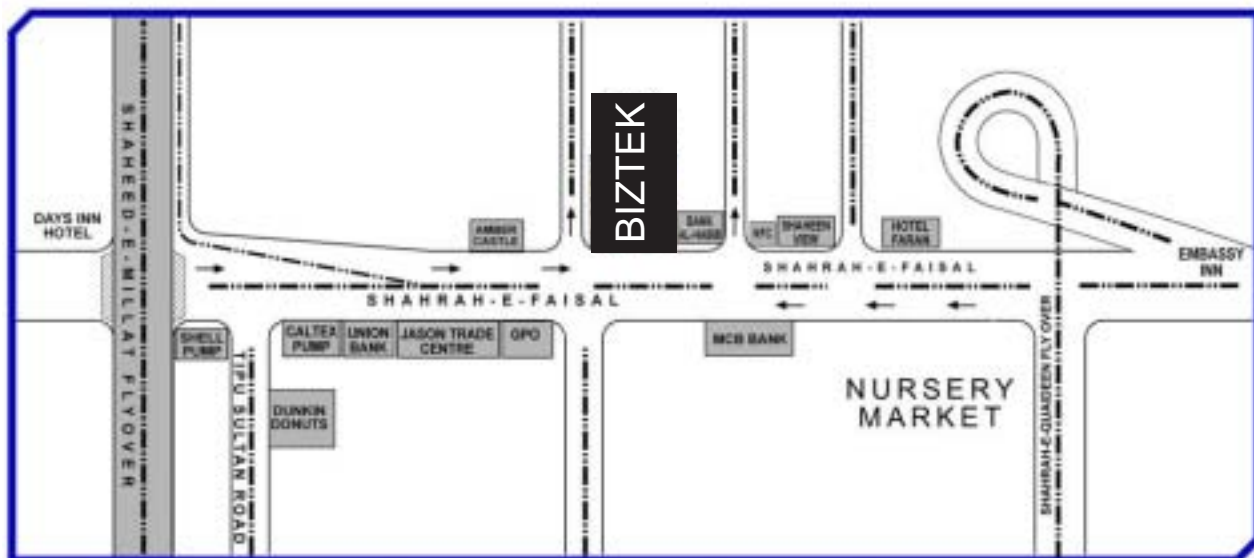 SHAHEED-E-MILLAT FLYOVER
DAYS INN
HOTEL
AMBER
CASTLE
BIZTEK
BANK
AL-HABIB
KFC
SHAHEEN
VIEW
HOTEL
FARAN
EMBASSY
INN
SHAHRAH-E-FAISAL
SHAHRAH-E-FAISAL
SHELL
PUMP
TIPU SULTAN ROAD
CALTEX
PUMP
UNION
BANK
JASON TRADE
CENTRE
GPO
MCB BANK
DUNKIN
DONUTS
NURSERY
MARKET
SHAHRAH-E-QUAIDEEN FLY OVER